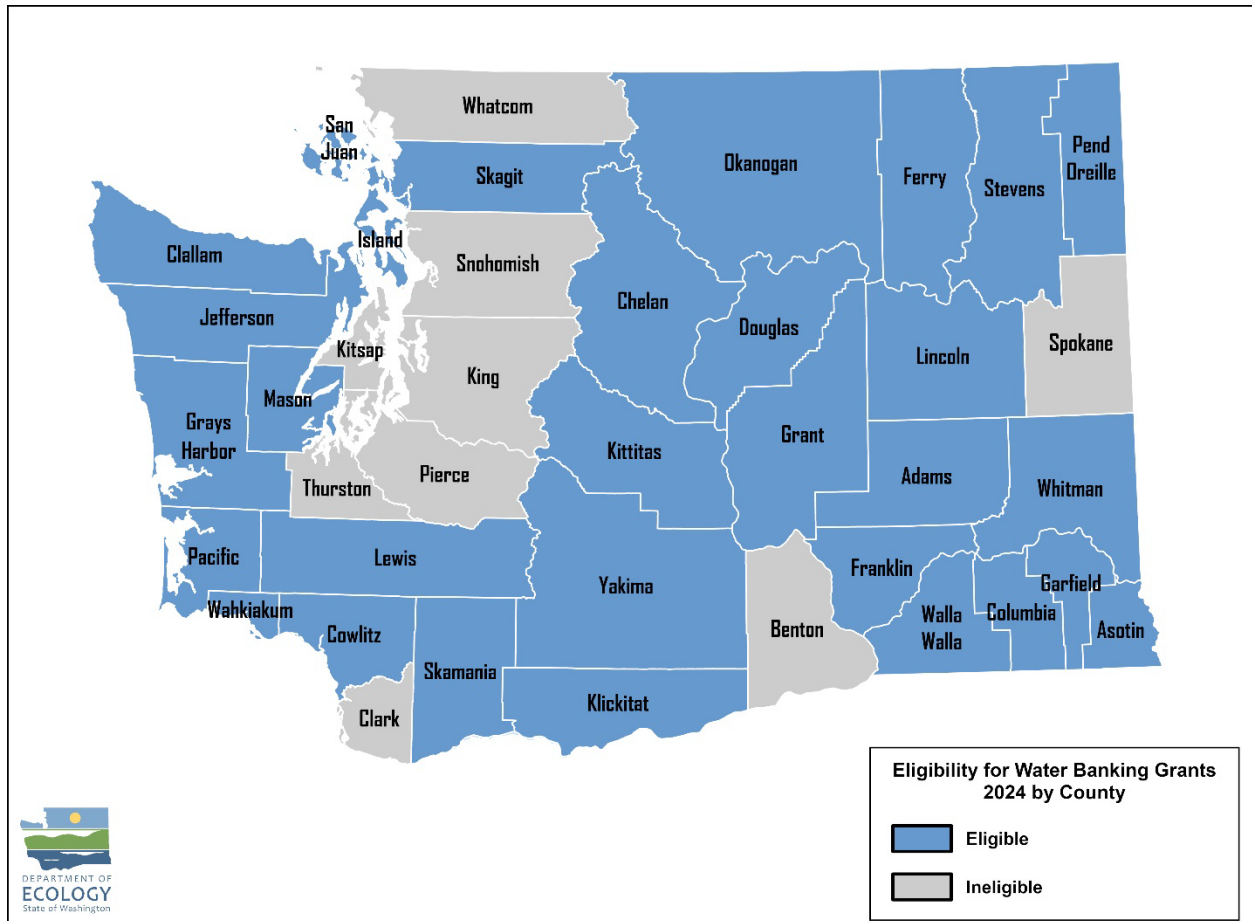 Whatcom
San
Juan
Skagit
Okanogan
Ferry
Stevens
Pend
Oreille
Island
Clallam
Snohomish
Chelan
Jefferson
Douglas
Kitsap
King
Lincoln
Spokane
Mason
Grays
Harbor
Grant
Kittitas
Pierce
Thurston
Adams
Whitman
Pacific
Lewis
Franklin
Garfield
Yakima
Wahkiakum
Walla
Walla
Columbia
Benton
Asotin
Cowlitz
Skamania
Klickitat
Clark
Eligibility for Water Banking Grants
2024 by County
Eligible
Ineligible
DEPARTMENT OF
ECOLOGY
State of Washington